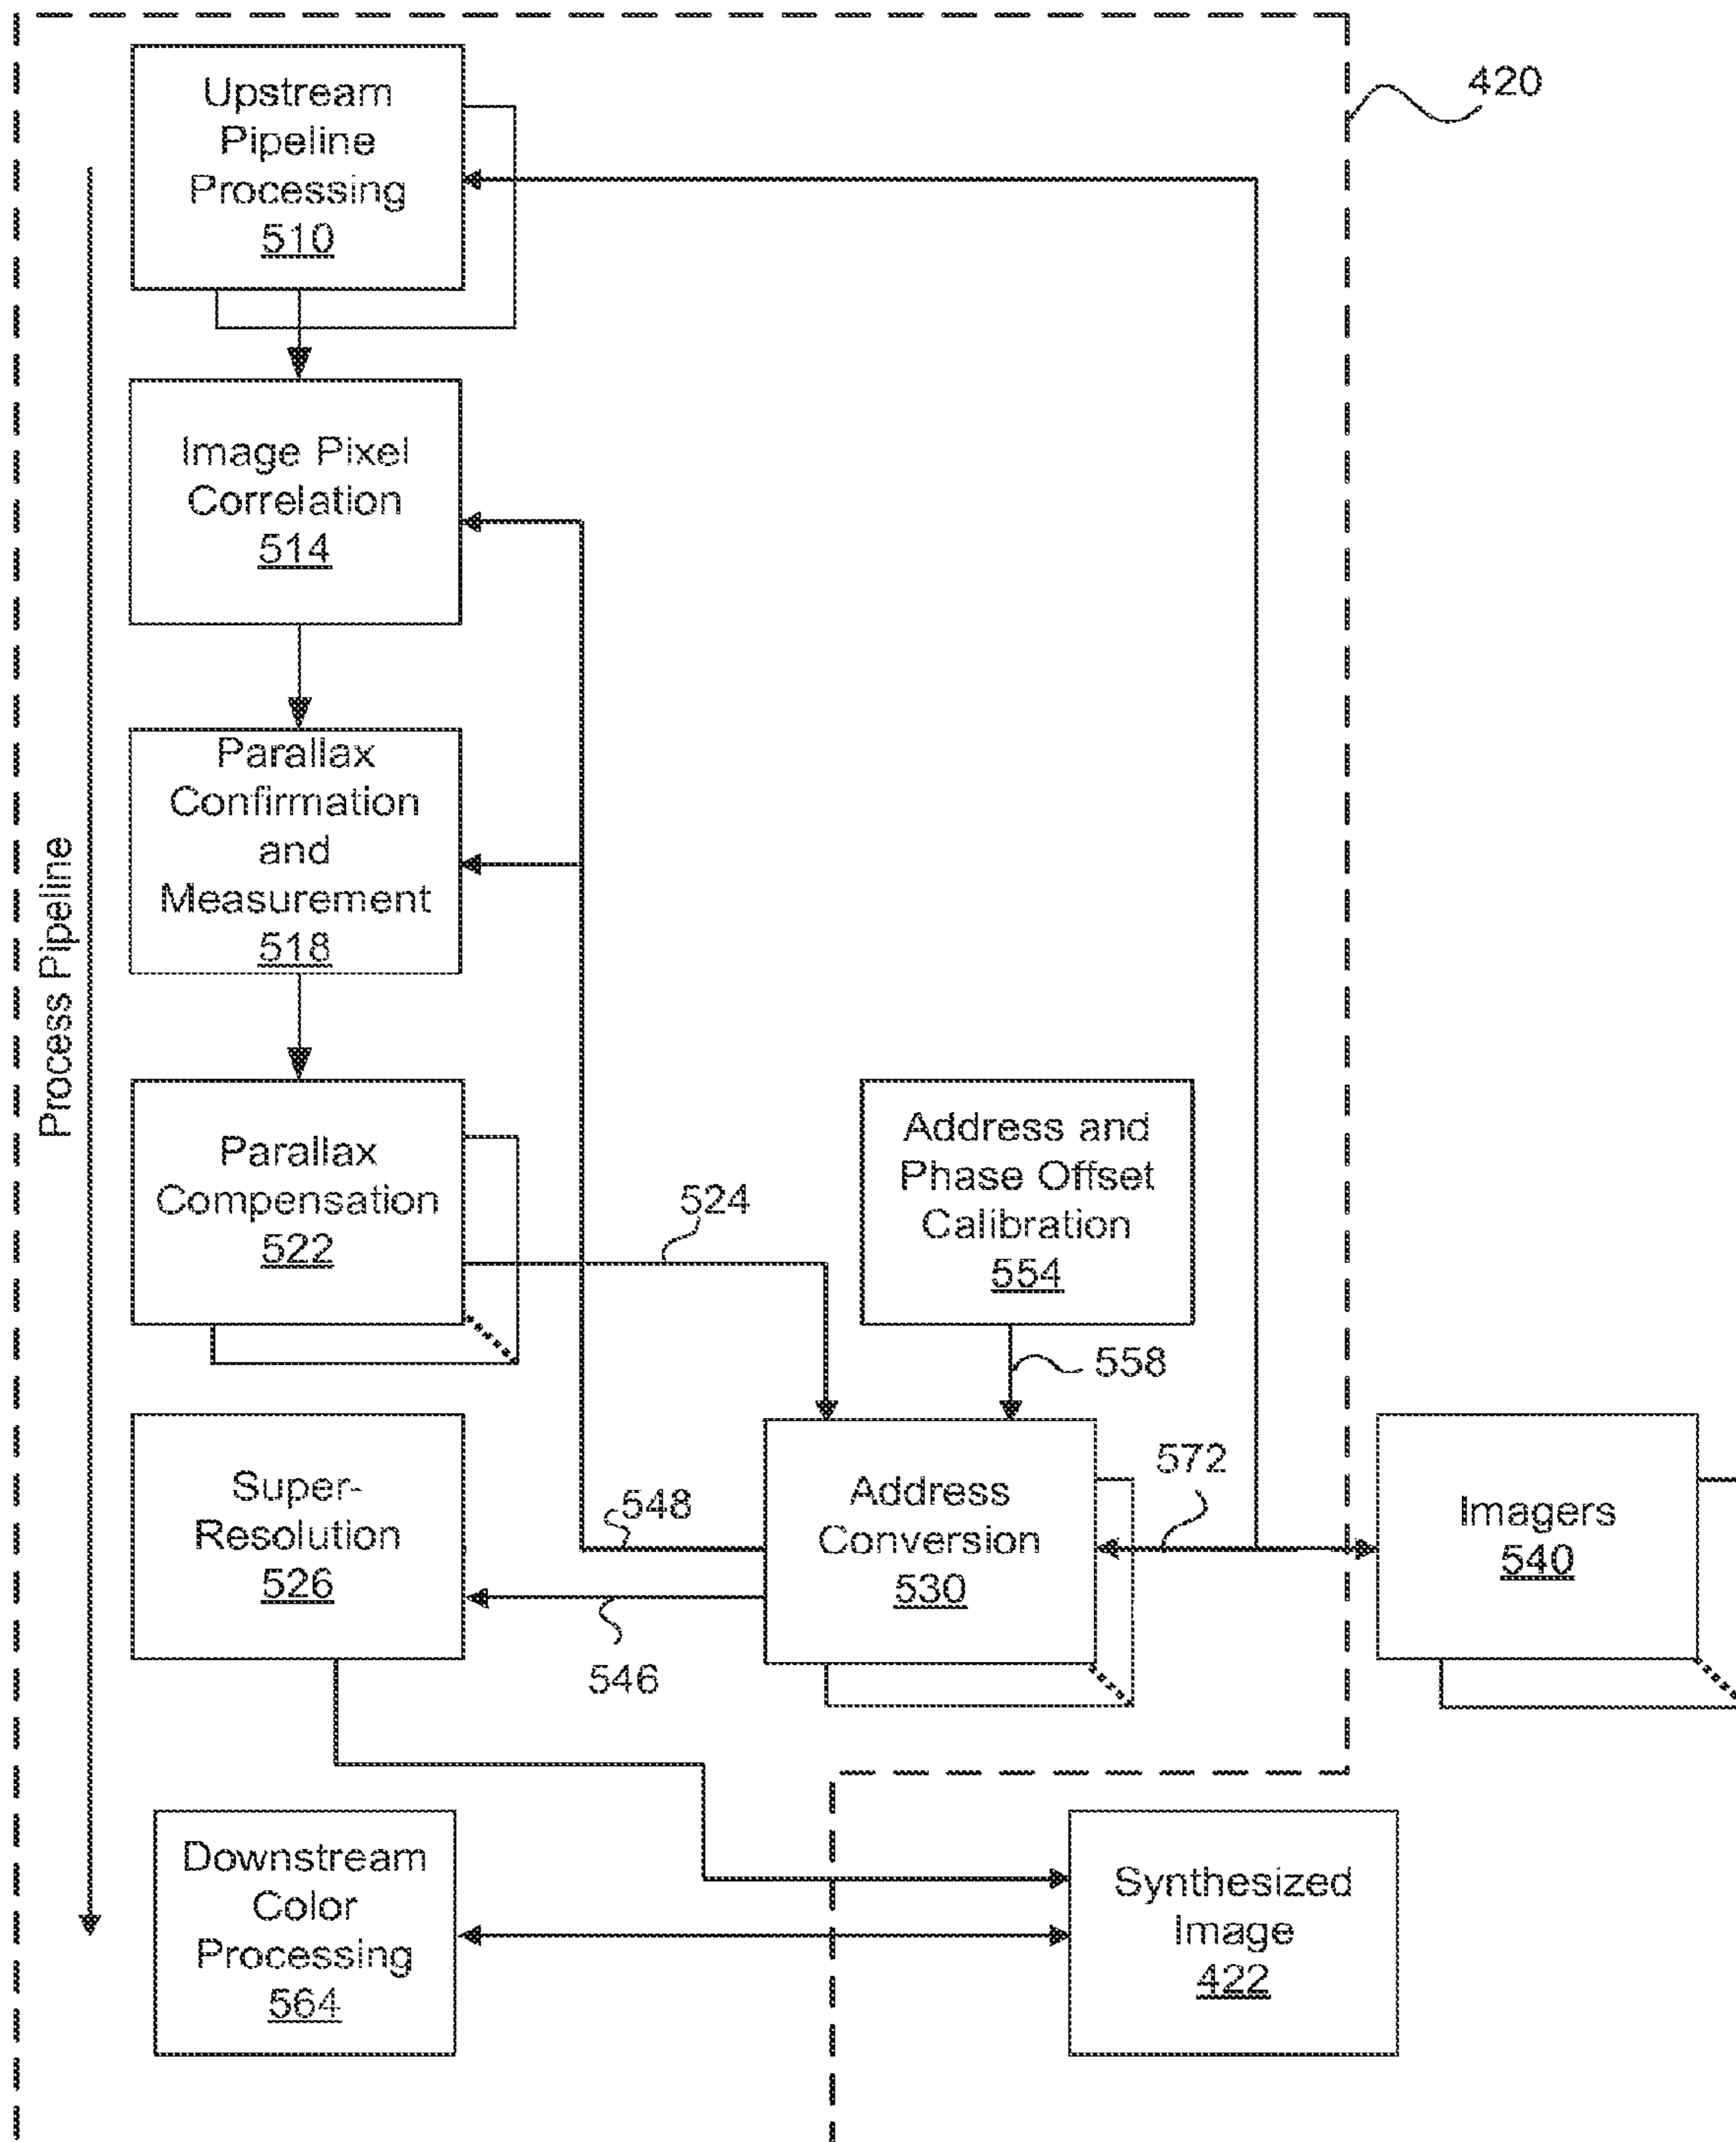 420
Upstream
Pipeline
Processing
510
Image Pixel
Correlation
514
Parallax
Confirmation
and
Measurement
518
Process Pipeline
Parallax
Compensation
522
524
Address and
Phase Offset
Calibration
554
558
Super-
Resolution
526
548
546
Address
Conversion
530
572
Imagers
540
Downstream
Color
Processing
564
Synthesized
Image
422